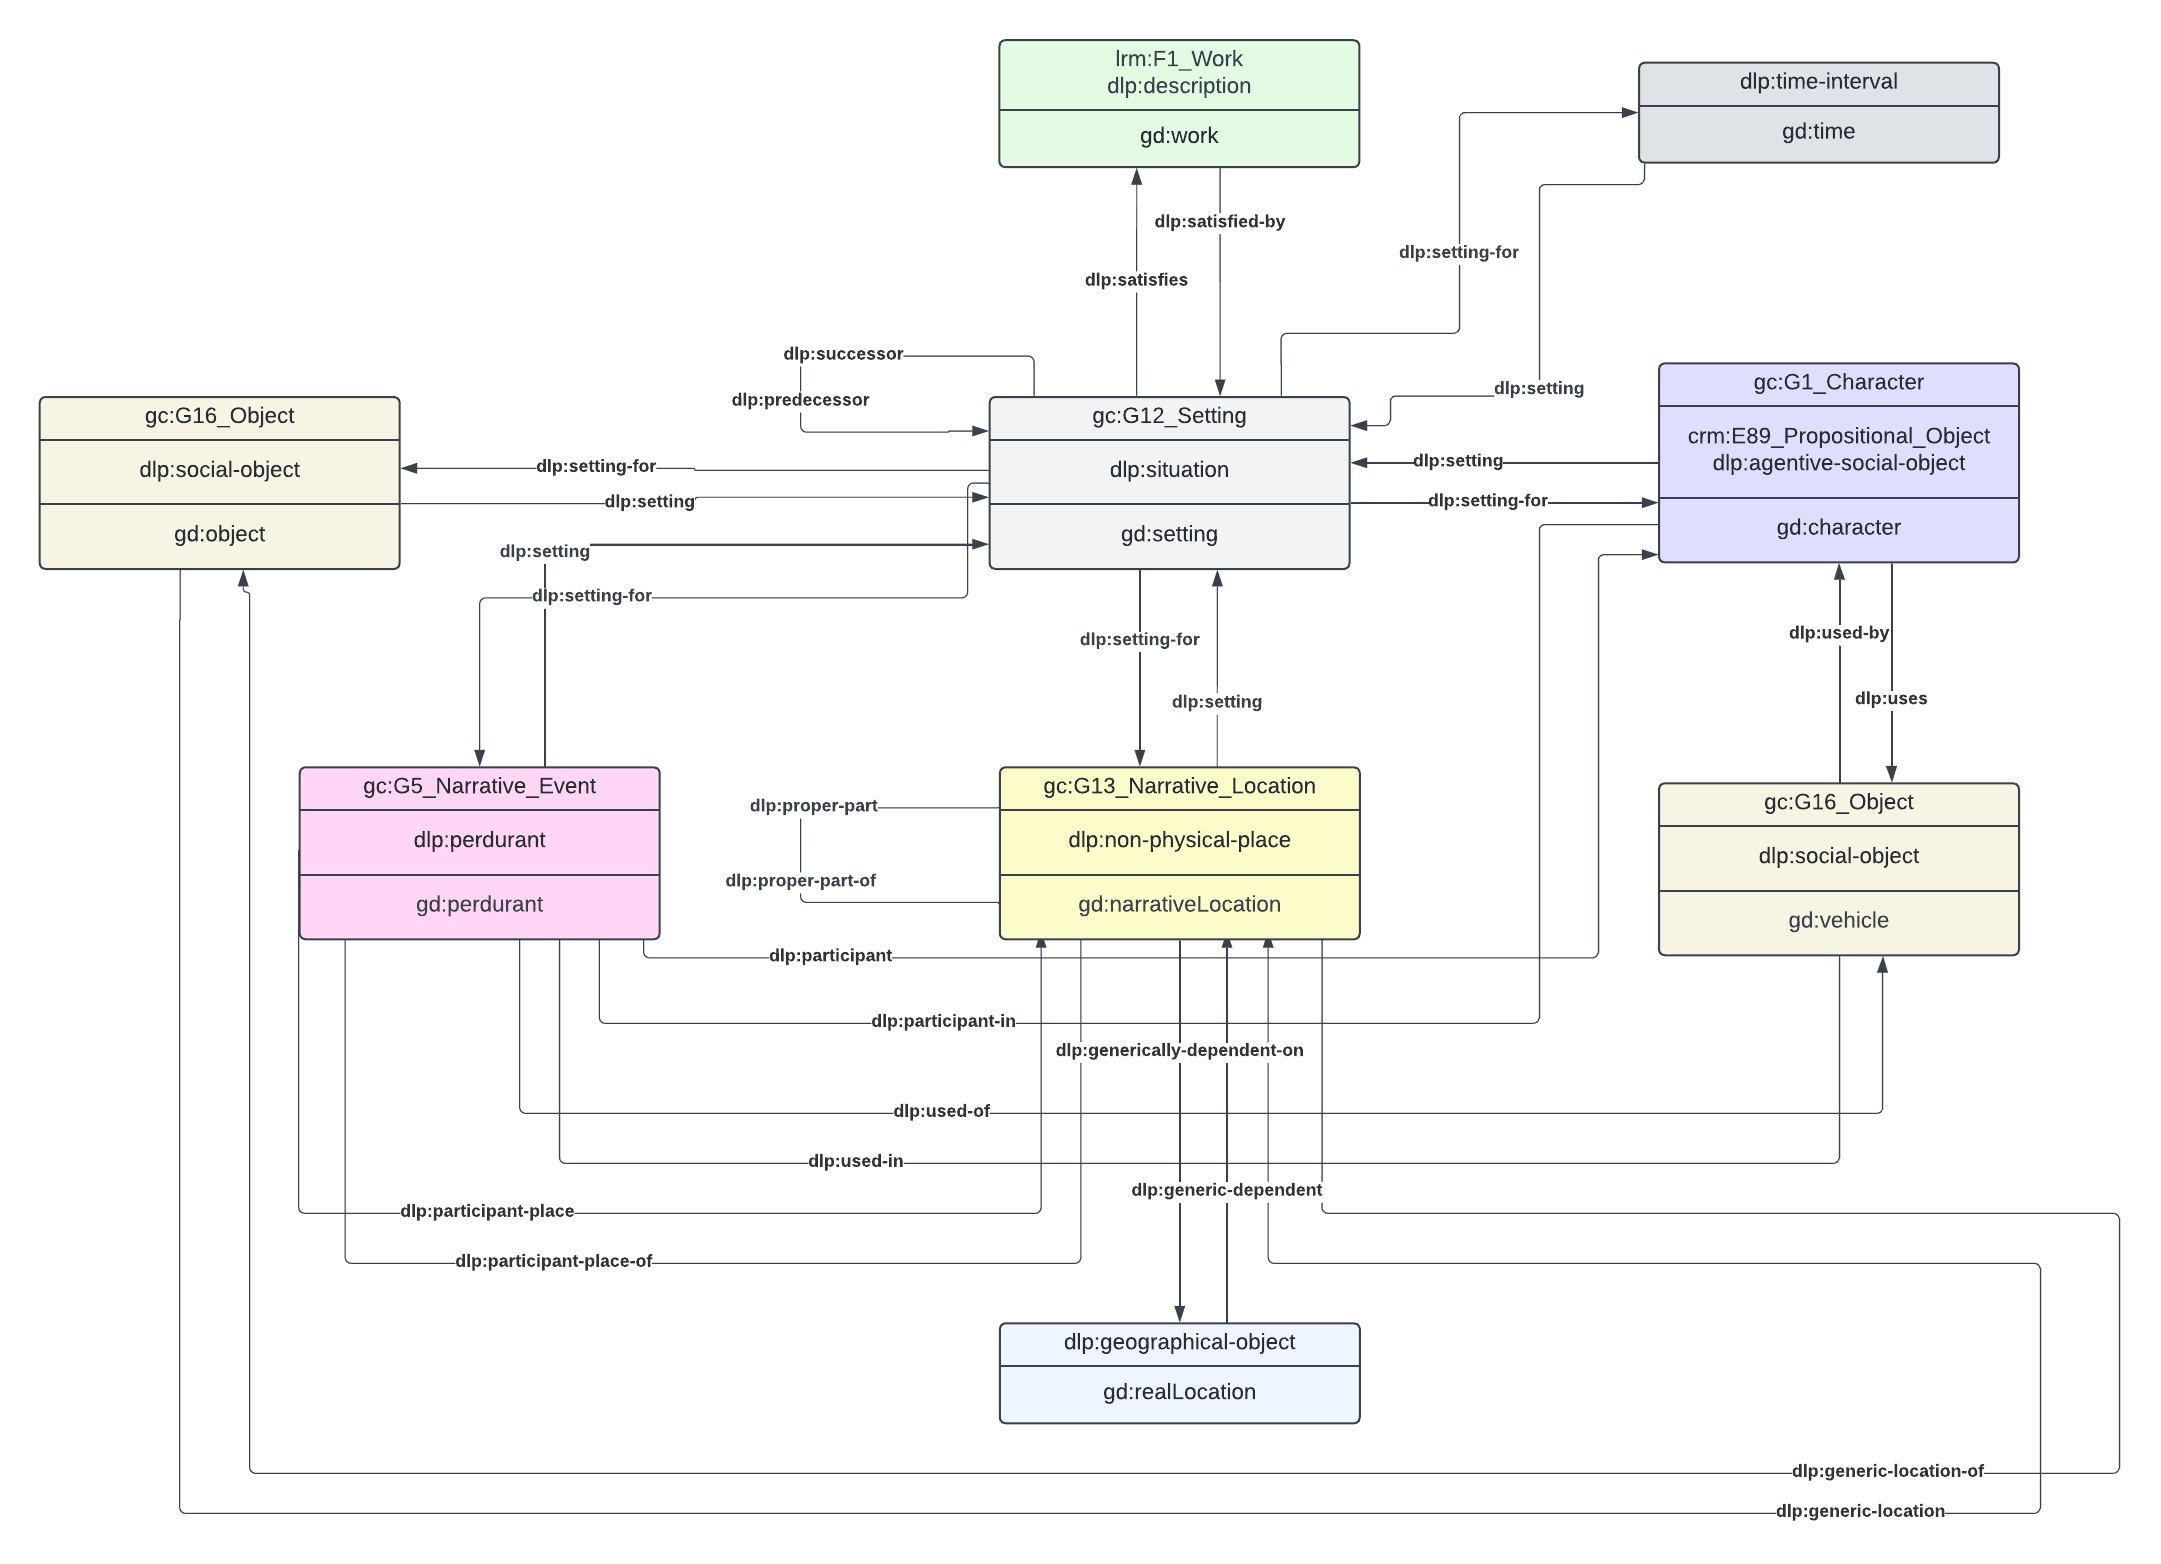 lrm:F1_Work
dlp:description
gd:work
dlp:time-interval
gd:time
dlp:satisfied-by
dlp:setting-for
dlp:satisfies
dlp:successor
dlp:predecessor
dlp:setting
gc:G16_Object
dlp:social-object
gd:object
gc:G12_Setting
dlp:situation
gd:setting
gc:G1_Character
crm:E89_Propositional_Object
dlp:agentive-social-object
gd:character
dlp:setting-for
dlp:setting
dlp:setting
dlp:setting-for
dlp:setting
dlp:setting-for
dlp:setting-for
dlp:setting
dlp:used-by
dlp:uses
gc:G5_Narrative_Event
dlp:perdurant
gd:perdurant
dlp:proper-part
dlp:proper-part-of
gc:G13_Narrative_Location
dlp:non-physical-place
gd:narrativeLocation
gc:G16_Object
dlp:social-object
gd:vehicle
dlp:participant
dlp:participant-in
dlp:generically-dependent-on
dlp:used-of
dlp:used-in
dlp:generic-dependent
dlp:participant-place
dlp:participant-place-of
dlp:geographical-object
gd:realLocation
dlp:generic-location-of
dlp:generic-location